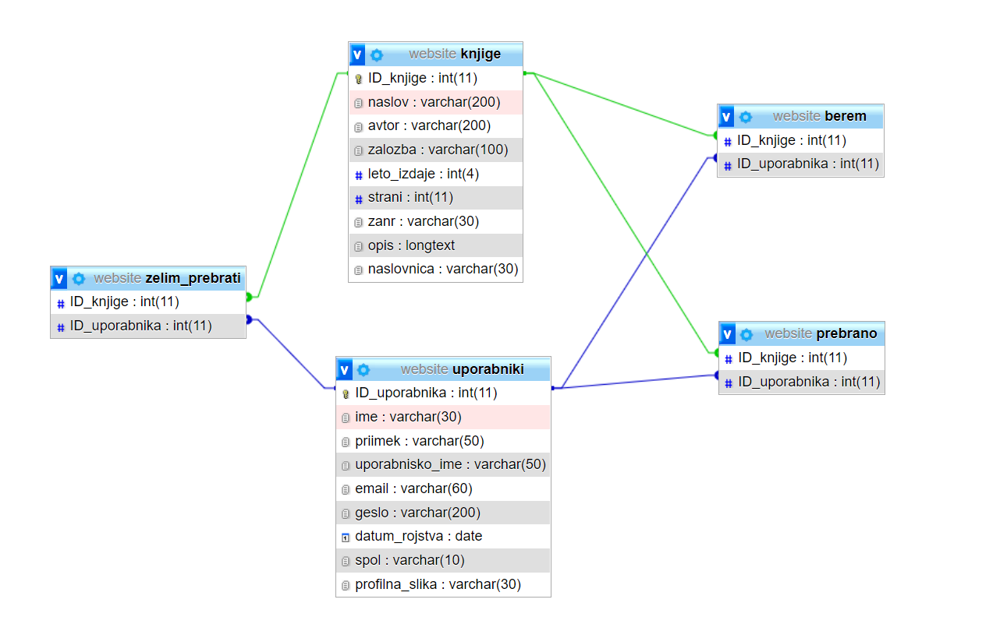 v website knjige
ID_knjige : int(11)
naslov : varchar(200)
avtor : varchar(200)
zalozba : varchar(100)
# leto_izdaje : int(4)
# strani : int(11)
zanr : varchar(30)
opis : longtext
naslovnica : varchar(30)
v website berem
# ID_knjige : int(11)
# ID_uporabnika : int(11)
v website zelim_prebrati
# ID_knjige : int(11)
# ID_uporabnika : int(11)
v website prebrano
# ID_knjige : int(11)
# ID_uporabnika : int(11)
v website uporabniki
ID_uporabnika : int(11)
ime : varchar(30)
priimek : varchar(50)
uporabnisko_ime : varchar(50)
email : varchar(60)
geslo : varchar(200)
datum_rojstva : date
spol : varchar(10)
profilna_slika : varchar(30)